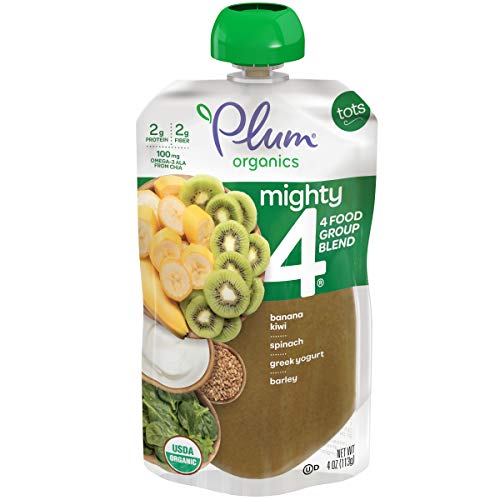 tots
Plum®
organics
2g
PROTEIN
2g
FIBER
100mg
OMEGA-3 ALA
FROM CHIA
mighty
4®
4 FOOD
GROUP
BLEND
banana
kiwi
spinach
greek yogurt
barley
USDA
ORGANIC
U D
NET WT
4 OZ (113g)